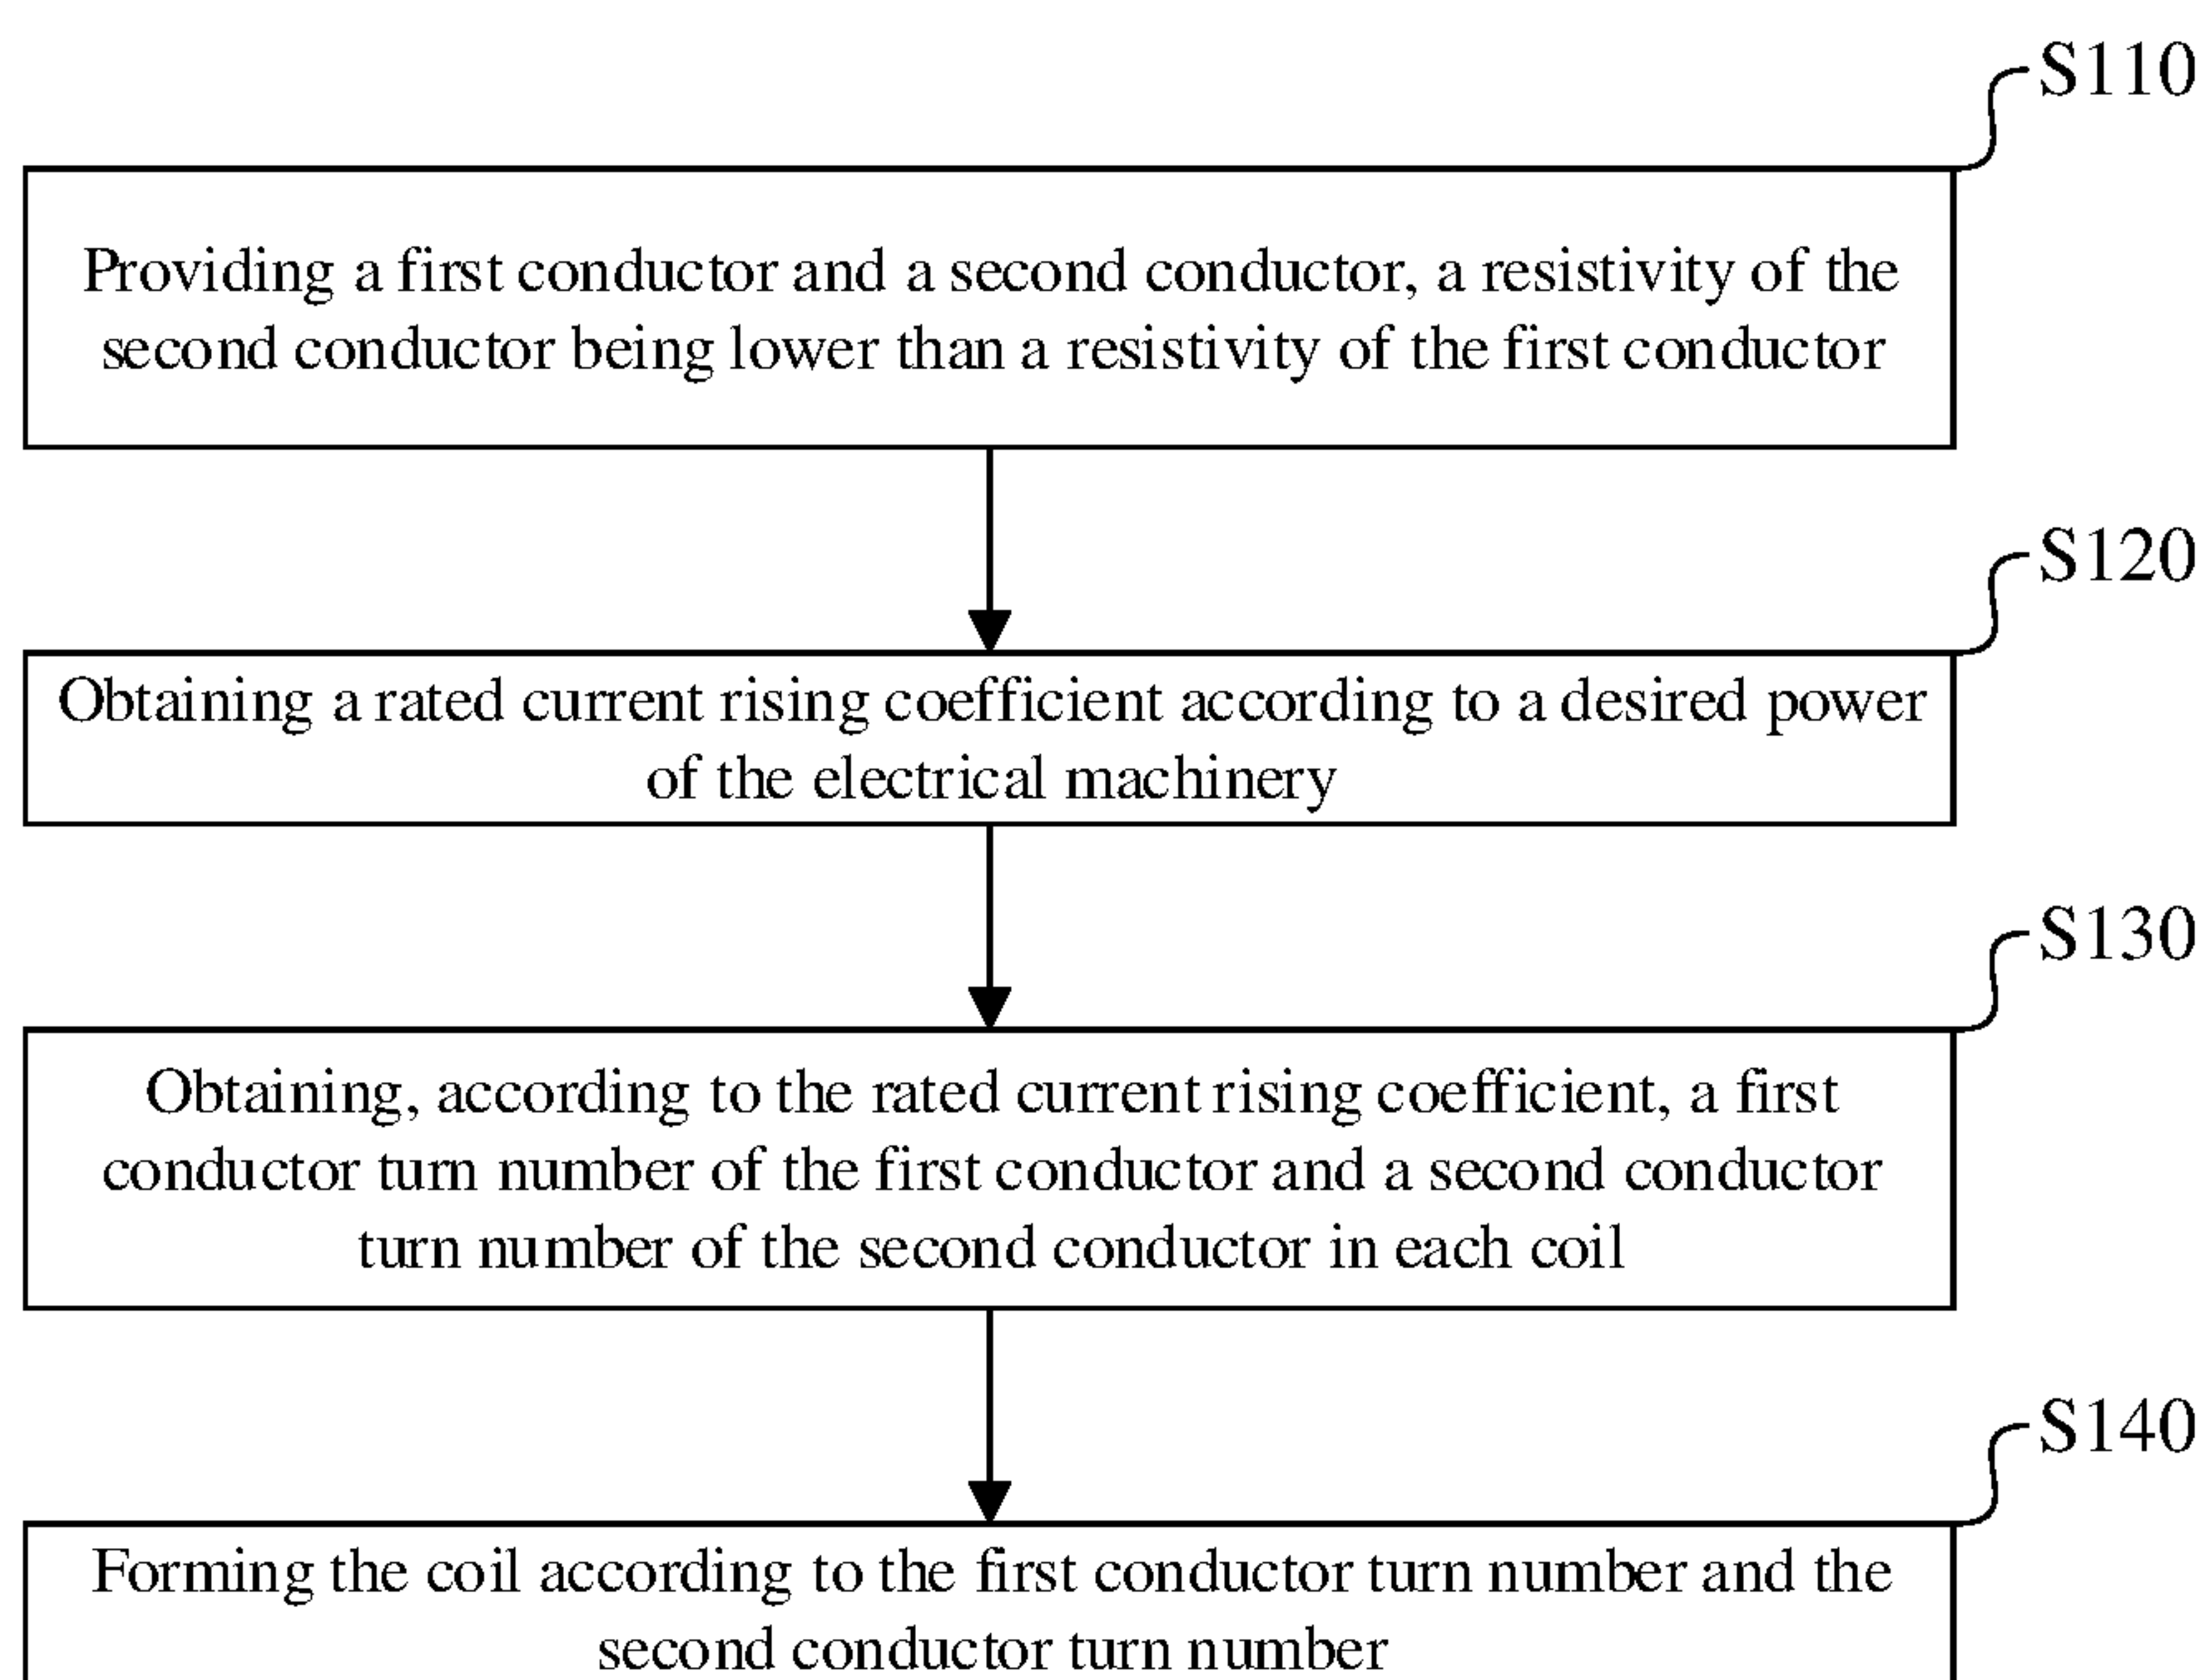 S110
Providing a first conductor and a second conductor, a resistivity of the
second conductor being lower than a resistivity of the first conductor
S120
Obtaining a rated current rising coefficient according to a desired power
of the electrical machinery
S130
Obtaining, according to the rated current rising coefficient, a first
conductor turn number of the first conductor and a second conductor
turn number of the second conductor in each coil
S140
Forming the coil according to the first conductor turn number and the
second conductor turn number